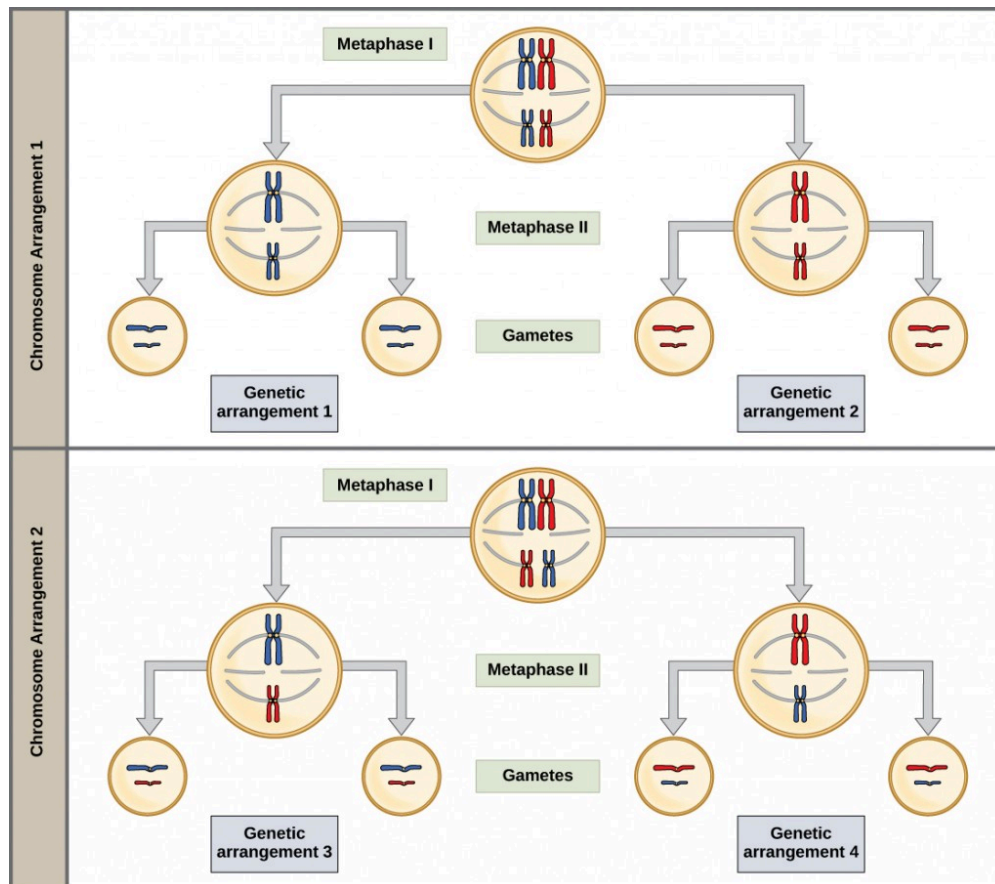 Chromosome Arrangement 1
Metaphase I
Metaphase II
Gametes
Genetic
arrangement 1
Genetic
arrangement 2
Chromosome Arrangement 2
Metaphase I
Metaphase II
Gametes
Genetic
arrangement 3
Genetic
arrangement 4